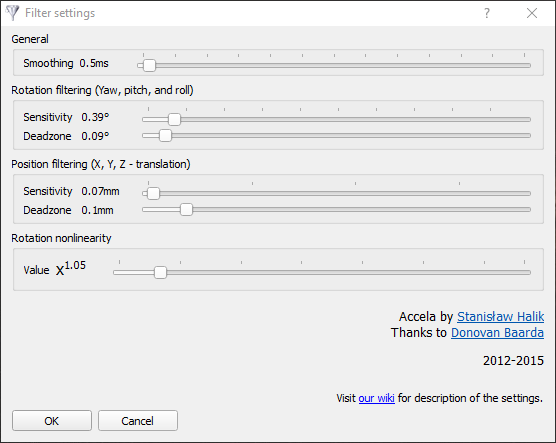 Filter settings
General
Smoothing 0.5ms
Rotation filtering (Yaw, pitch, and roll)
Sensitivity 0.39°
Deadzone 0.09°
Position filtering (X, Y, Z - translation)
Sensitivity 0.07mm
Deadzone 0.1mm
Rotation nonlinearity
Value x^1.05
Accela by Stanisław Halik
Thanks to Donovan Baarda
2012-2015
Visit our wiki for description of the settings.
OK Cancel